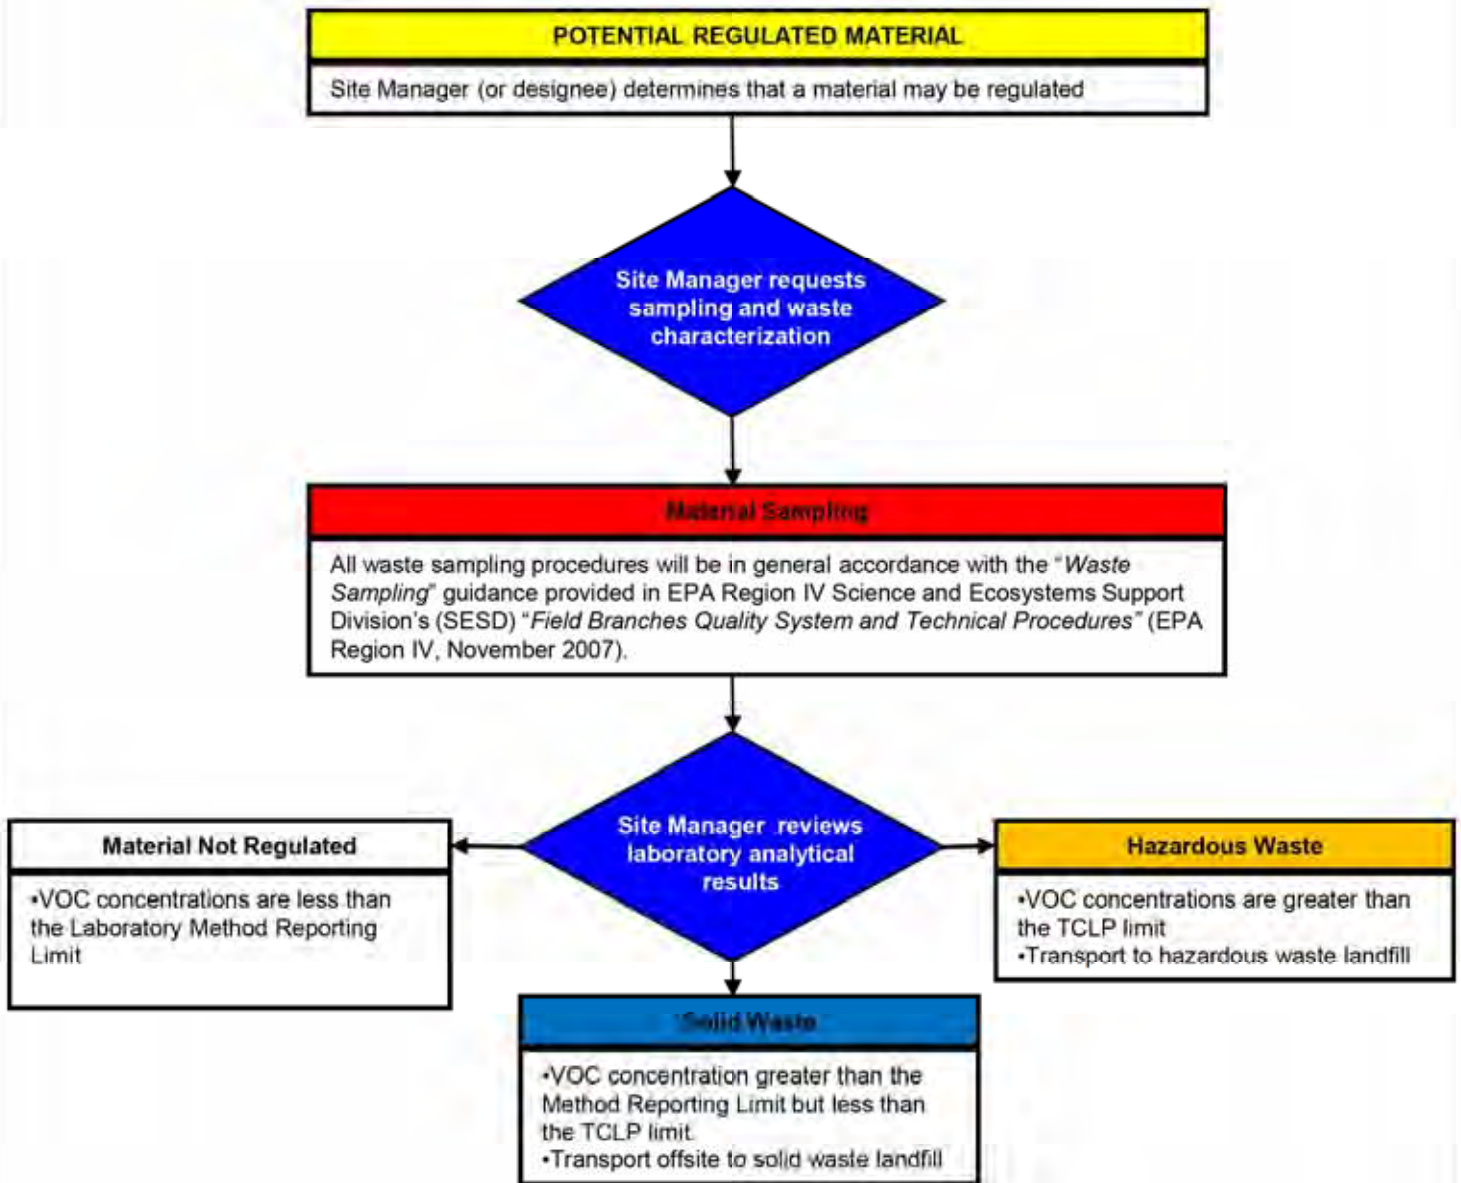 POTENTIAL REGULATED MATERIAL
Site Manager (or designee) determines that a material may be regulated
Site Manager requests
sampling and waste
characterization
Material Sampling
All waste sampling procedures will be in general accordance with the "Waste
Sampling" guidance provided in EPA Region IV Science and Ecosystems Support
Division's (SESD) "Field Branches Quality System and Technical Procedures" (EPA
Region IV, November 2007).
Site Manager reviews
laboratory analytical
results
Material Not Regulated
•VOC concentrations are less than
the Laboratory Method Reporting
Limit
Hazardous Waste
•VOC concentrations are greater than
the TCLP limit
•Transport to hazardous waste landfill
Solid Waste
•VOC concentration greater than the
Method Reporting Limit but less than
the TCLP limit.
•Transport offsite to solid waste landfill